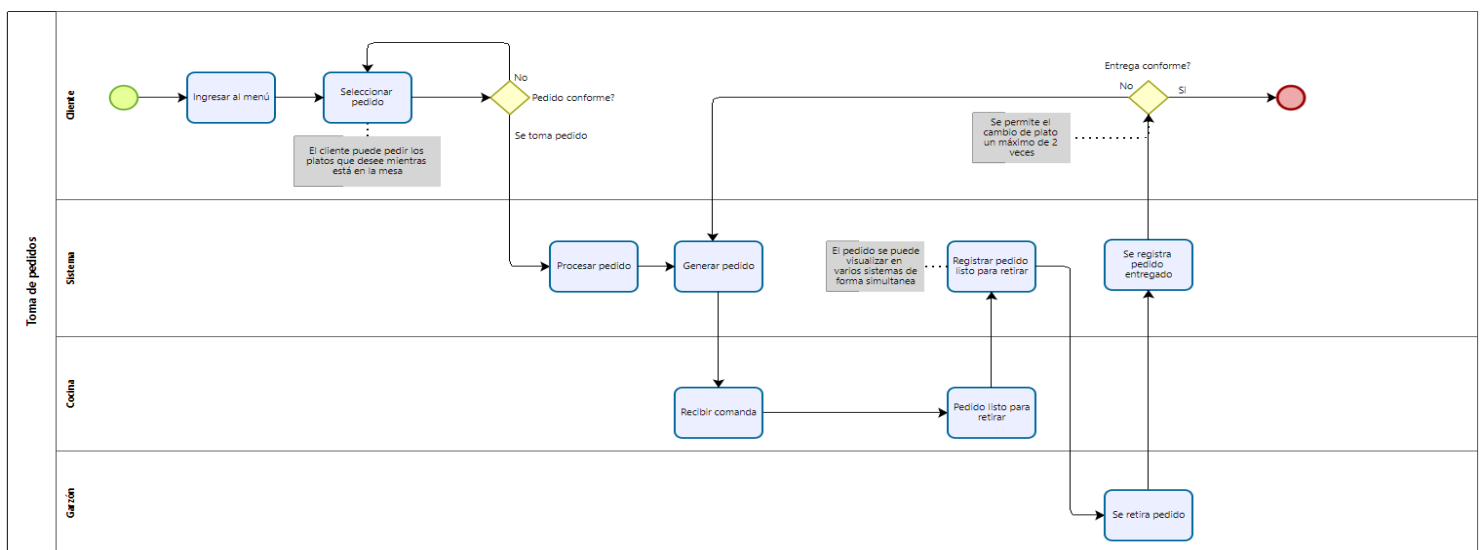 Toma de pedidos
Cliente
Ingresar al menú
Seleccionar
pedido
El cliente puede pedir los
platos que desee mientras
está en la mesa
No
Pedido conforme?
Se toma pedido
Entrega conforme?
No
SI
Se permite el
cambio de plato
un máximo de 2
veces
Sistema
Procesar pedido
Generar pedido
El pedido se puede
visualizar en
varios sistemas de
forma simultanea
Registrar pedido
listo para retirar
Se registra
pedido
entregado
Cocina
Recibir comanda
Pedido listo para
retirar
Garzón
Se retira pedido